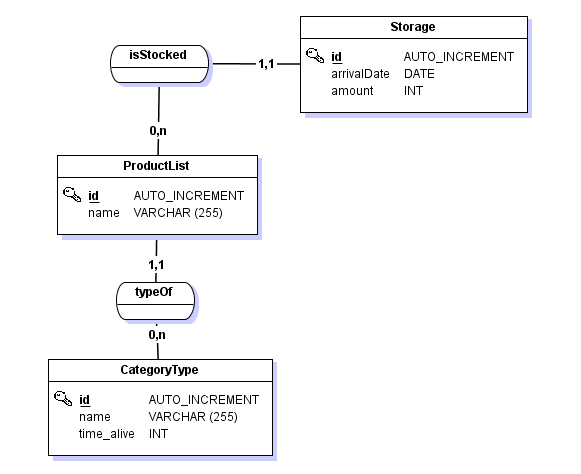 Storage
id AUTO_INCREMENT
arrivalDate DATE
amount INT
isStocked
1,1
0,n
ProductList
id AUTO_INCREMENT
name VARCHAR (255)
1,1
typeOf
0,n
CategoryType
id AUTO_INCREMENT
name VARCHAR (255)
time_alive INT